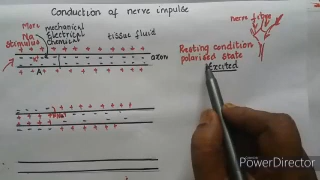 Conduction of nerve impulse
More
Na
Stimulus
mechanical
Electrical
Chemical
tissue fluid
axon
A
nerve fibre
Resting condition
polarised state
Excited
PowerDirector